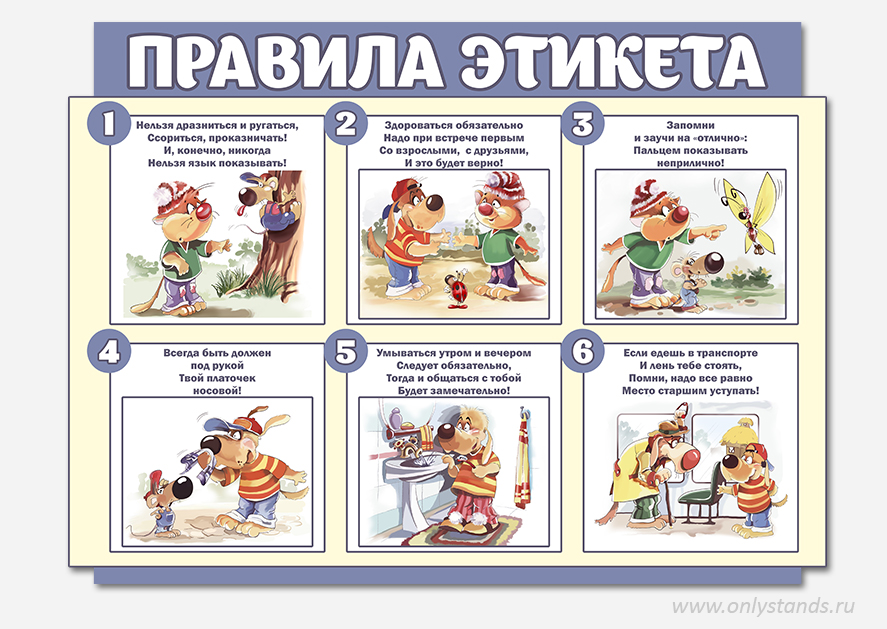 ПРАВИЛА ЭТИКЕТА
1
Нельзя дразниться и ругаться,
Ссориться, проказничать!
И, конечно, никогда
Нельзя язык показывать!
2
Здороваться обязательно
Надо при встрече первым
Со взрослыми, с друзьями,
И это будет верно!
3
Запомни
и заучи на «отлично»:
Пальцем показывать
неприлично!
4
Всегда быть должен
под рукой
Твой платочек
носовой!
5
Умываться утром и вечером
Следует обязательно,
Тогда и общаться с тобой
Будет замечательно!
6
Если едешь в транспорте
И лень тебе стоять,
Помни, надо все равно
Место старшим уступать!
www.onlystands.ru